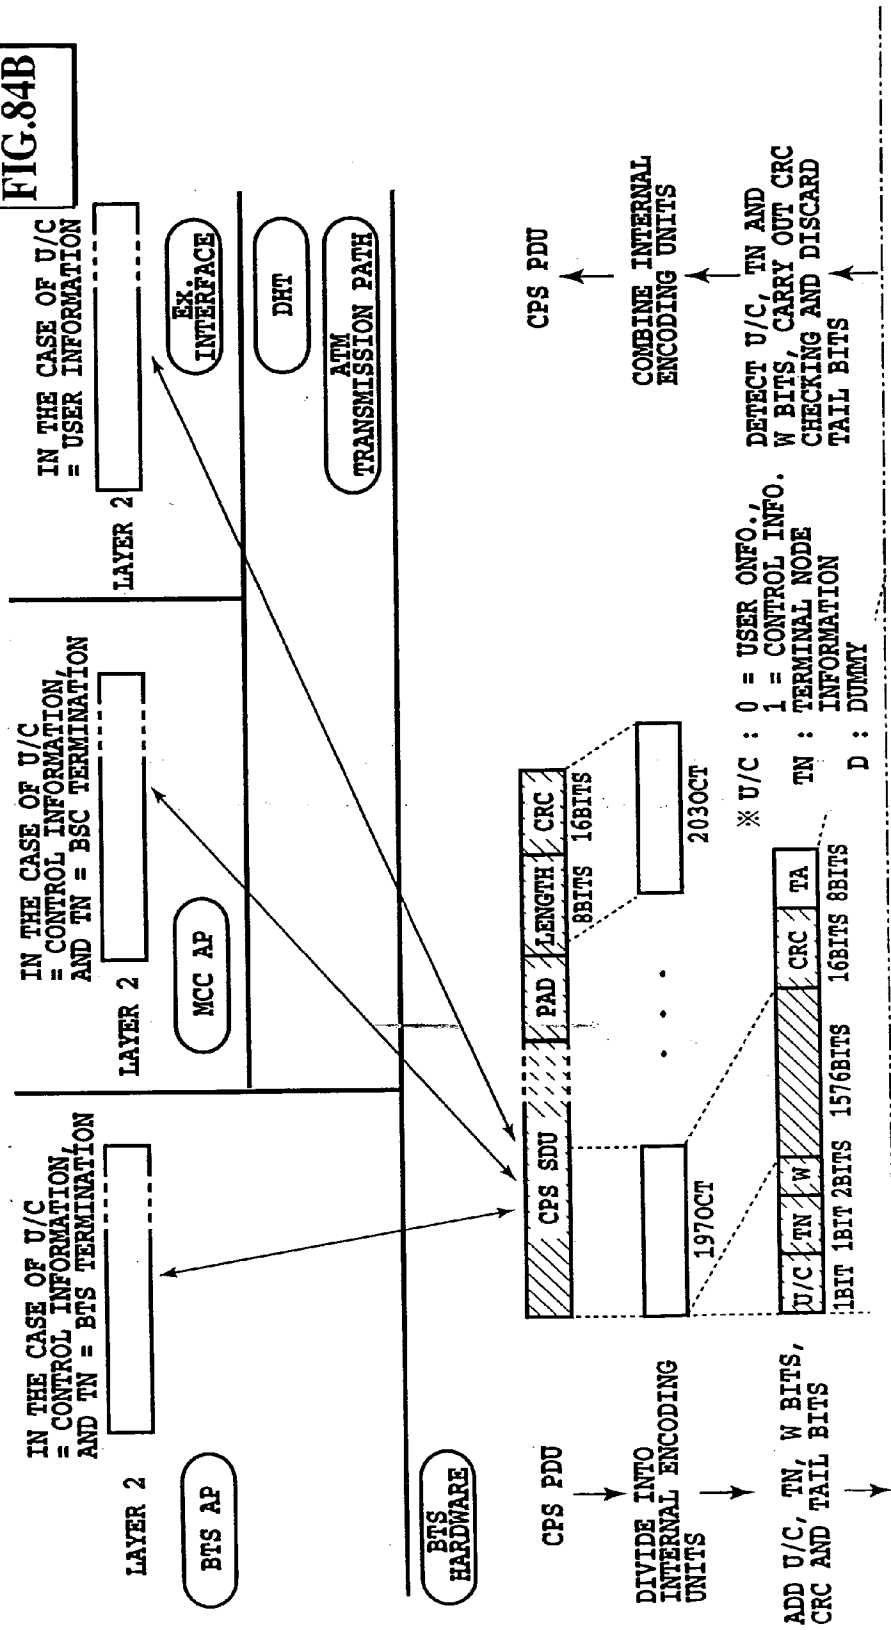 FIG.84B
IN THE CASE OF U/C
= CONTROL INFORMATION,
AND TN = BTS TERMINATION
LAYER 2
BTS AP
IN THE CASE OF U/C
= CONTROL INFORMATION,
AND TN = BSC TERMINATION
LAYER 2
MCC AP
IN THE CASE OF U/C
= USER INFORMATION
LAYER 2
EX.
INTERFACE
DHT
ATM
TRANSMISSION PATH
BTS
HARDWARE
CPS PDU
DIVIDE INTO
INTERNAL ENCODING
UNITS
ADD U/C, TN, W BITS,
CRC AND TAIL BITS
CPS SDU
PAD
LENGTH
CRC
8BITS
16BITS
197OCT
203OCT
U/C
TN
W
CRC
TA
1BIT
1BIT
2BITS
1576BITS
16BITS
8BITS
※ U/C : 0 = USER ONFO.,
1 = CONTROL INFO.
TN : TERMINAL NODE
INFORMATION
D : DUMMY
CPS PDU
COMBINE INTERNAL
ENCODING UNITS
DETECT U/C, TN AND
W BITS, CARRY OUT CRC
CHECKING AND DISCARD
TAIL BITS